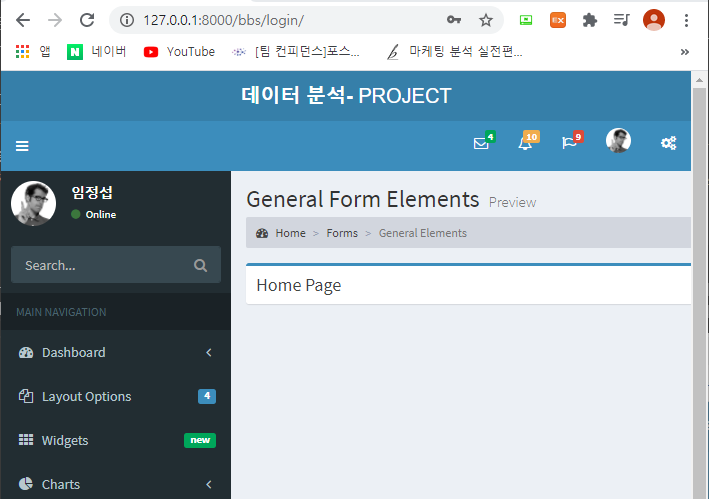 127.0.0.1:8000/bbs/login/
앱 네이버 YouTube [팀 컨피던스]포스... 마케팅 분석 실전편... »
데이터 분석- PROJECT
4 10 9
임정섭
Online
General Form Elements Preview
Home > Forms > General Elements
Search...
Home Page
MAIN NAVIGATION
Dashboard
Layout Options 4
Widgets new
Charts